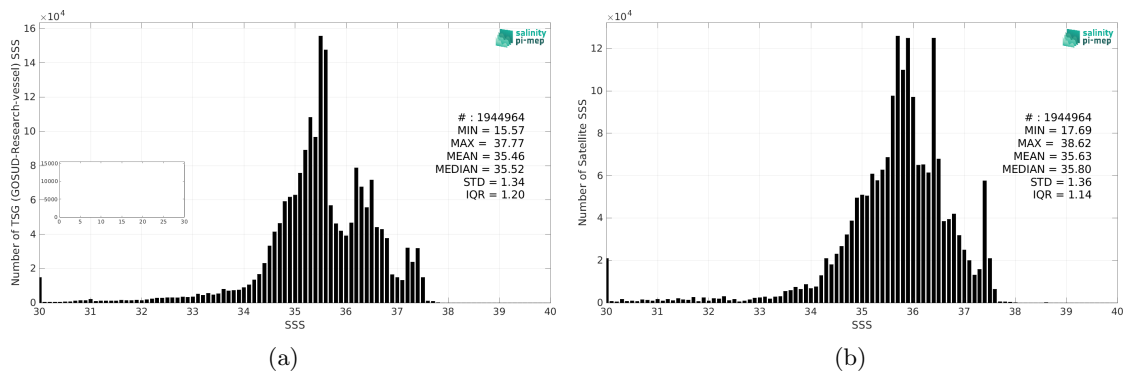 ×10⁴
16
14
12
10
8
6
4
2
0
Number of TSG (GOSUD-Research-vessel) SSS
salinity
pi-mep
# : 1944964
MIN = 15.57
MAX = 37.77
MEAN = 35.46
MEDIAN = 35.52
STD = 1.34
IQR = 1.20
15000
10000
5000
0
0 5 10 15 20 25 30
30 31 32 33 34 35 36 37 38 39 40
SSS
(a)
×10⁴
12
10
8
6
4
2
0
Number of Satellite SSS
salinity
pi-mep
# : 1944964
MIN = 17.69
MAX = 38.62
MEAN = 35.63
MEDIAN = 35.80
STD = 1.36
IQR = 1.14
30 31 32 33 34 35 36 37 38 39 40
SSS
(b)